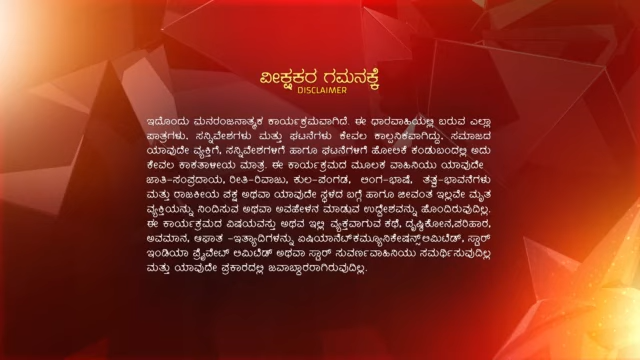 ವೀಕ್ಷಕರ ಗಮನಕ್ಕೆ
DISCLAIMER
ಇದೊಂದು ಮನರಂಜನಾತ್ಮಕ ಕಾರ್ಯಕ್ರಮವಾಗಿದೆ. ಈ ಧಾರವಾಹಿಯಲ್ಲಿ ಬರುವ ಎಲ್ಲಾ
ಪಾತ್ರಗಳು, ಸನ್ನಿವೇಶಗಳು ಮತ್ತು ಘಟನೆಗಳು ಕೇವಲ ಕಾಲ್ಪನಿಕವಾಗಿದ್ದು, ಸಮಾಜದ
ಯಾವುದೇ ವ್ಯಕ್ತಿಗೆ, ಸನ್ನಿವೇಶಗಳಿಗೆ ಹಾಗೂ ಘಟನೆಗಳಿಗೆ ಹೋಲಿಕೆ ಕಂಡುಬಂದಲ್ಲಿ ಅದು
ಕೇವಲ ಕಾಕತಾಳೀಯ ಮಾತ್ರ. ಈ ಕಾರ್ಯಕ್ರಮದ ಮೂಲಕ ವಾಹಿನಿಯು ಯಾವುದೇ
ಜಾತಿ-ಸಂಪ್ರದಾಯ, ರೀತಿ-ರಿವಾಜು, ಕುಲ-ಪಂಗಡ, ಲಿಂಗ-ಭಾಷೆ, ತತ್ವ-ಭಾವನೆಗಳು
ಮತ್ತು ರಾಜಕೀಯ ಪಕ್ಷ ಅಥವಾ ಯಾವುದೇ ಸ್ಥಳದ ಬಗ್ಗೆ ಹಾಗೂ ಜೀವಂತ ಇಲ್ಲವೇ ಮೃತ
ವ್ಯಕ್ತಿಯನ್ನು ನಿಂದಿಸುವ ಅಥವಾ ಅವಹೇಳನ ಮಾಡುವ ಉದ್ದೇಶವನ್ನು ಹೊಂದಿರುವುದಿಲ್ಲ.
ಈ ಕಾರ್ಯಕ್ರಮದ ವಿಷಯವಸ್ತು ಅಥವ ಇಲ್ಲಿ ವ್ಯಕ್ತವಾಗುವ ಕಥೆ, ದೃಷ್ಟಿಕೋನ,ಪರಿಹಾರ,
ಅವಮಾನ, ಆಘಾತ -ಇತ್ಯಾದಿಗಳನ್ನು ಏಷಿಯಾನೆಟ್ ಕಮ್ಯೂನಿಕೇಷನ್ಸ್ ಲಿಮಿಟೆಡ್, ಸ್ಟಾರ್
ಇಂಡಿಯಾ ಪ್ರೈವೇಟ್ ಲಿಮಿಟೆಡ್ ಅಥವಾ ಸ್ಟಾರ್ ಸುವರ್ಣವಾಹಿನಿಯು ಸಮರ್ಥಿಸುವುದಿಲ್ಲ
ಮತ್ತು ಯಾವುದೇ ಪ್ರಕಾರದಲ್ಲಿ ಜವಾಬ್ದಾರರಾಗಿರುವುದಿಲ್ಲ.